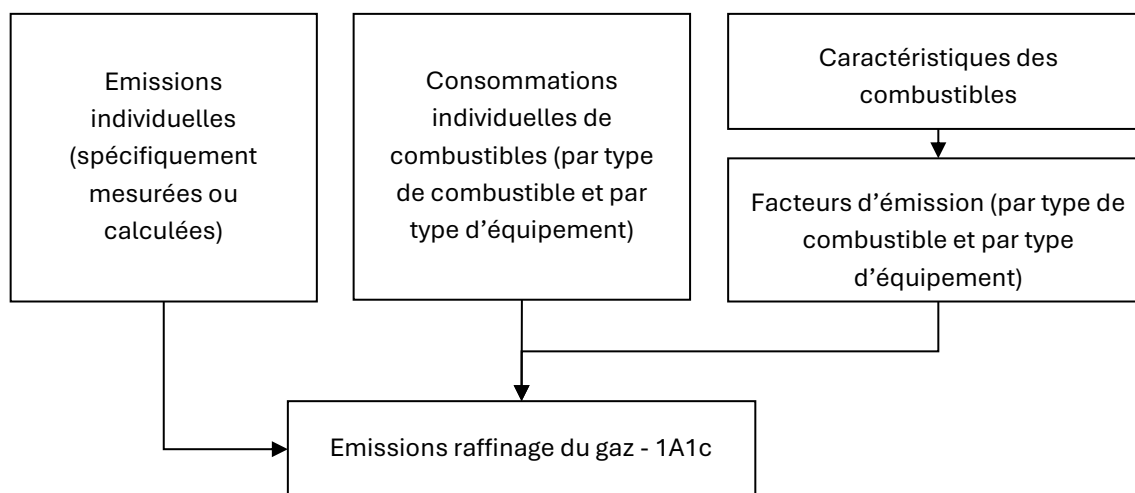 Emissions
individuelles
(spécifiquement
mesurées ou
calculées)
Consommations
individuelles de
combustibles (par type
de combustible et par
type d’équipement)
Caractéristiques des
combustibles
Facteurs d’émission (par type de
combustible et par type
d’équipement)
Emissions raffinage du gaz - 1A1c